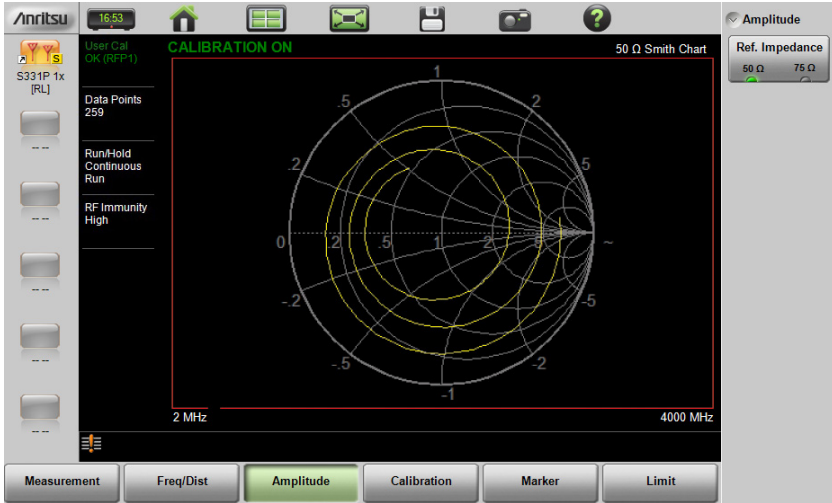 Anritsu
16:53
?
Amplitude
User Cal
OK (RFP1)
CALIBRATION ON
50 Ω Smith Chart
Ref. Impedance
50 Ω 75 Ω
S
S331P 1x
[RL]
Data Points
259
Run/Hold
Continuous
Run
RF Immunity
High
-- --
-- --
-- --
-- --
-- --
1
.5
2
.2
5
0
.2
.5
1
2
5
~
-.2
-5
-.5
-2
-1
2 MHz
4000 MHz
Measurement
Freq/Dist
Amplitude
Calibration
Marker
Limit